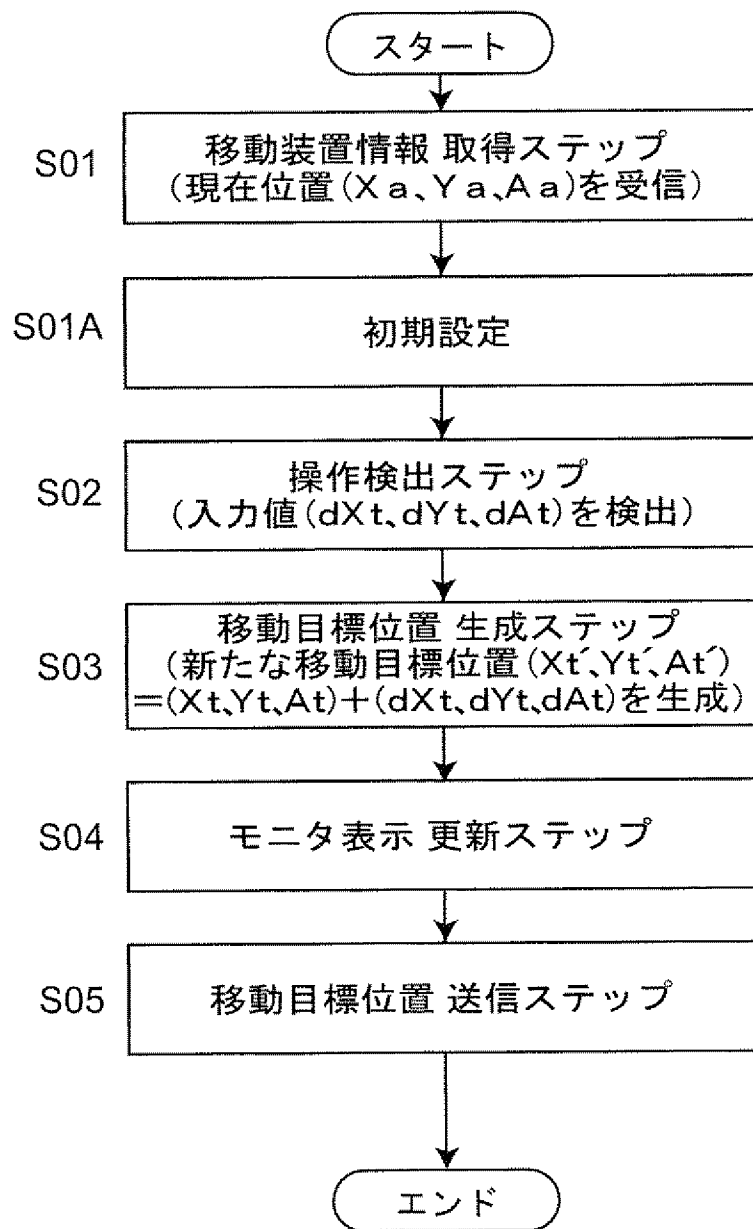 スタート
S01
移動装置情報 取得ステップ
(現在位置(Xa、Ya、Aa)を受信)
S01A
初期設定
S02
操作検出ステップ
(入力値(dXt、dYt、dAt)を検出)
S03
移動目標位置 生成ステップ
(新たな移動目標位置(Xt´、Yt´、At´)
=(Xt、Yt、At)+(dXt、dYt、dAt)を生成)
S04
モニタ表示 更新ステップ
S05
移動目標位置 送信ステップ
エンド